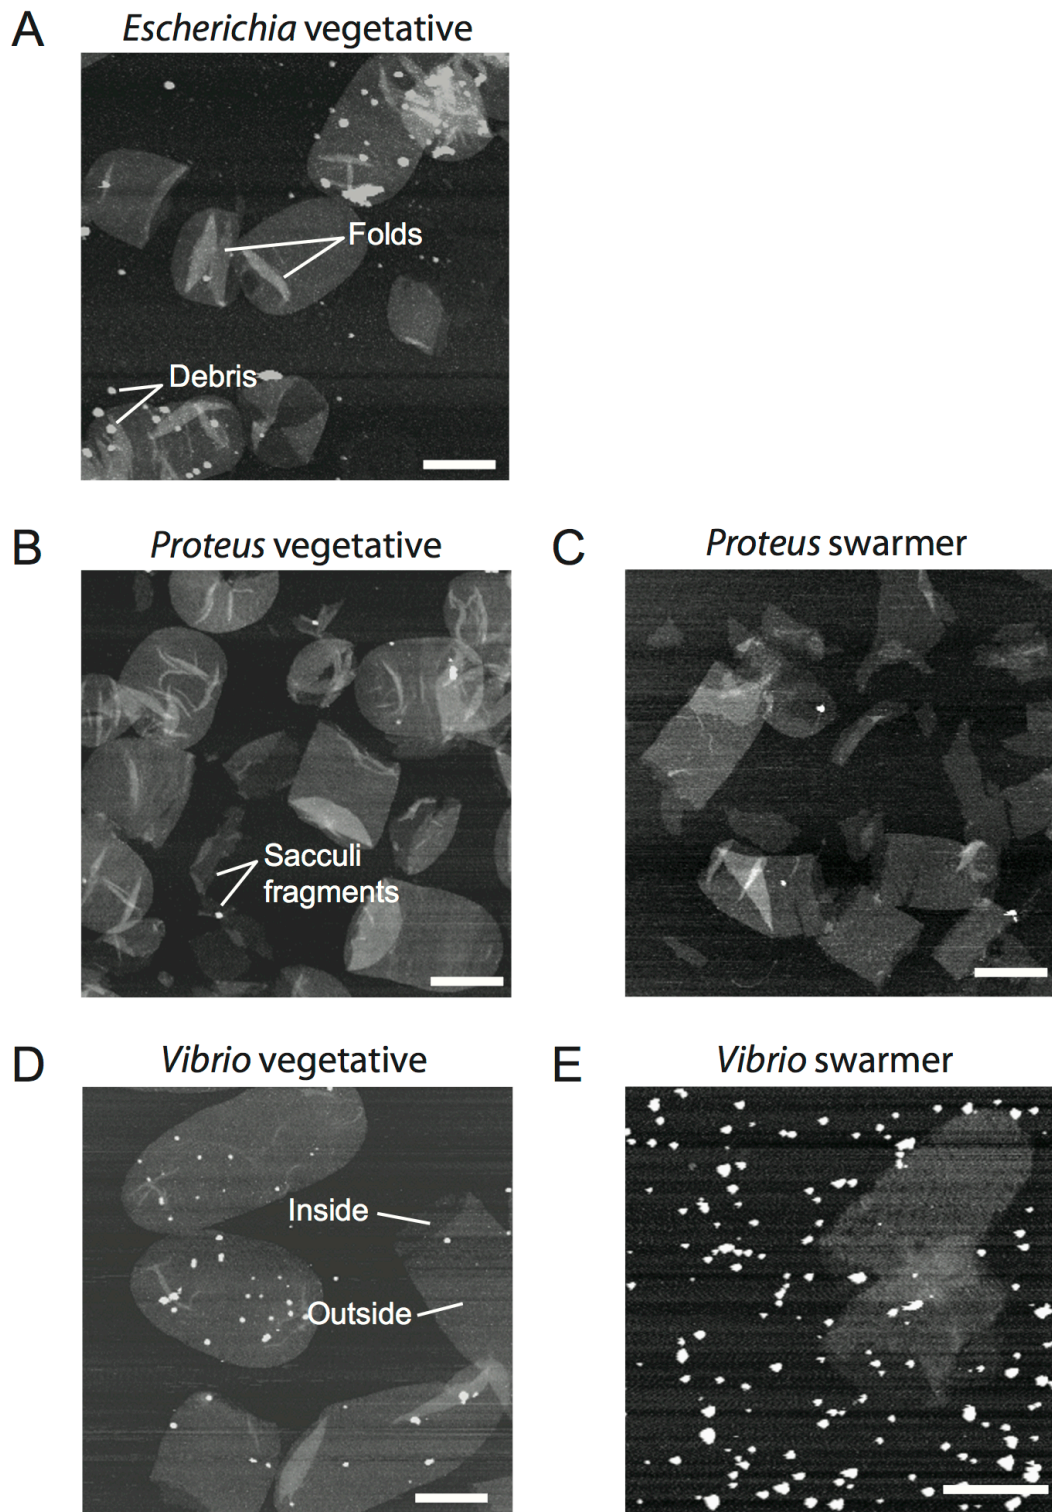 A
Escherichia vegetative
Folds
Debris
B
Proteus vegetative
Sacculi
fragments
C
Proteus swarmer
D
Vibrio vegetative
Inside
Outside
E
Vibrio swarmer